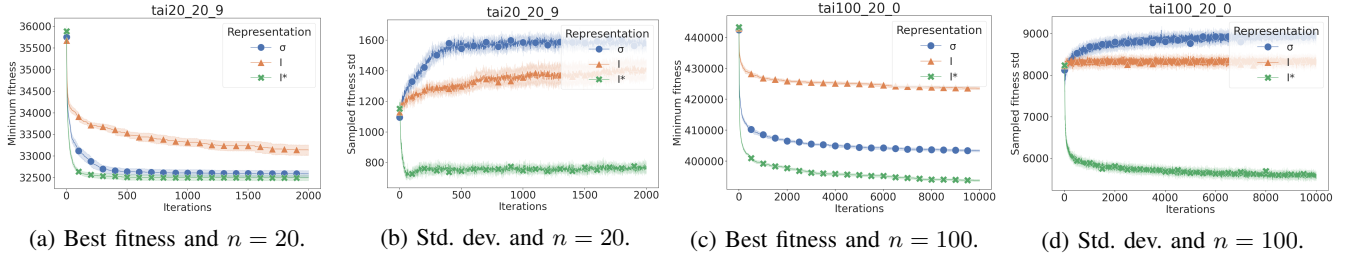 tai20_20_9
Minimum fitness
36000
35500
35000
34500
34000
33500
33000
32500
0
500
1000
1500
2000
Iterations
Representation
σ
I
I*
(a) Best fitness and n = 20.
tai20_20_9
Sampled fitness std
1600
1400
1200
1000
800
0
500
1000
1500
2000
Iterations
Representation
σ
I
I*
(b) Std. dev. and n = 20.
tai100_20_0
Minimum fitness
440000
430000
420000
410000
400000
0
2000
4000
6000
8000
10000
Iterations
Representation
σ
I
I*
(c) Best fitness and n = 100.
tai100_20_0
Sampled fitness std
9000
8000
7000
6000
0
2000
4000
6000
8000
10000
Iterations
Representation
σ
I
I*
(d) Std. dev. and n = 100.